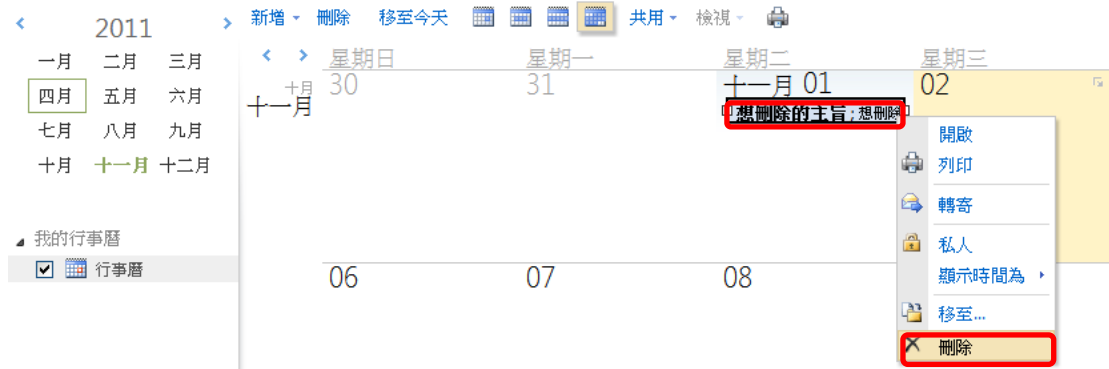 2011
一月 二月 三月
四月 五月 六月
七月 八月 九月
十月 十一月 十二月
我的行事曆
行事曆
新增 刪除 移至今天 共用 檢視
星期日 星期一 星期二 星期三
十月 30 31 十一月 01 02
十一月
想刪除的主旨; 想刪除
06 07 08
開啟
列印
轉寄
私人
顯示時間為
移至...
刪除